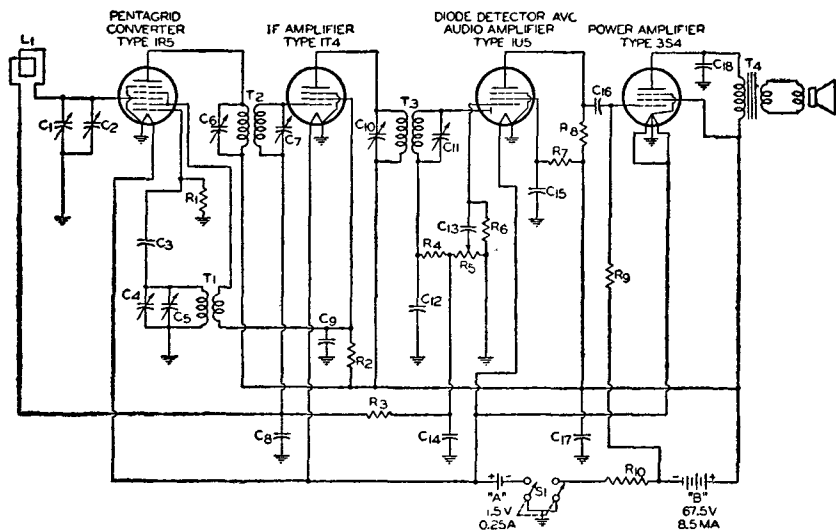 PENTAGRID
CONVERTER
TYPE 1R5
IF AMPLIFIER
TYPE 1T4
DIODE DETECTOR AVC
AUDIO AMPLIFIER
TYPE 1U5
POWER AMPLIFIER
TYPE 3S4
L1
C1
C2
R1
C3
C4
C5
T1
C6
T2
C7
C8
C9
R2
R3
C10
T3
C11
C12
R4
C13
R5
R6
C14
C15
R7
R8
C16
C17
R9
C18
T4
+ -
"A"
1.5V
0.25A
S1
R10
- +
"B"
67.5V
8.5MA